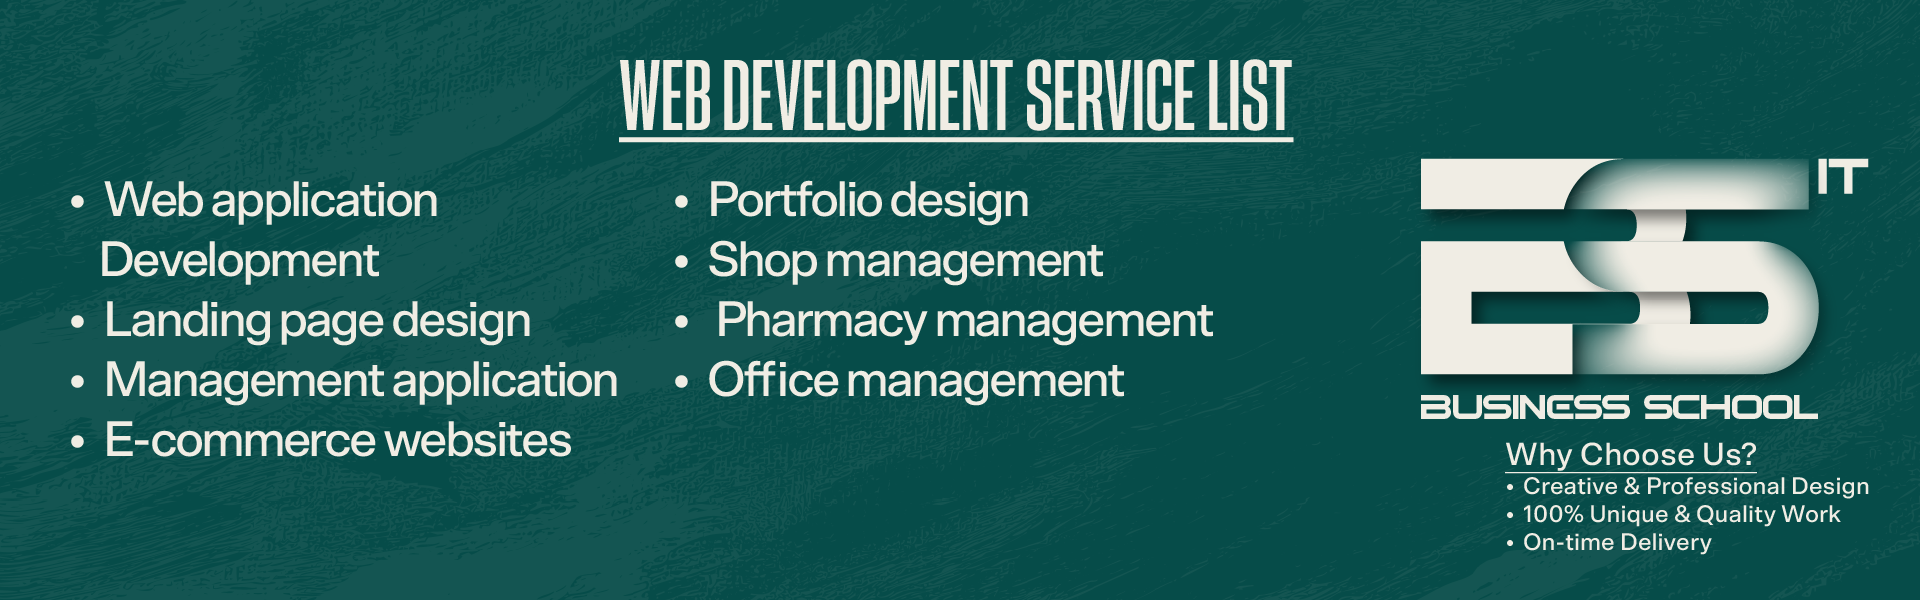 WEB DEVELOPMENT SERVICE LIST
• Web application
Development
• Landing page design
• Management application
• E-commerce websites
• Portfolio design
• Shop management
• Pharmacy management
• Office management
BS IT
BUSINESS SCHOOL
Why Choose Us?
• Creative & Professional Design
• 100% Unique & Quality Work
• On-time Delivery